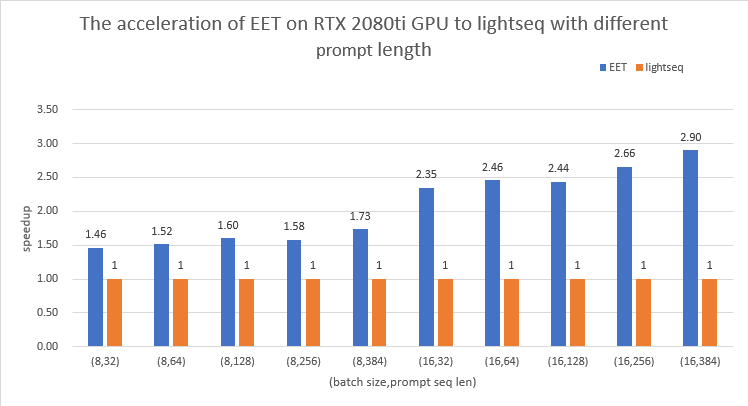 The acceleration of EET on RTX 2080ti GPU to lightseq with different
prompt length
EET lightseq
3.50
3.00
2.50
2.00
1.50
1.00
0.50
0.00
speedup
1.46 1 1.52 1 1.60 1 1.58 1 1.73 1 2.35 1 2.46 1 2.44 1 2.66 1 2.90 1
(8,32) (8,64) (8,128) (8,256) (8,384) (16,32) (16,64) (16,128) (16,256) (16,384)
(batch size,prompt seq len)